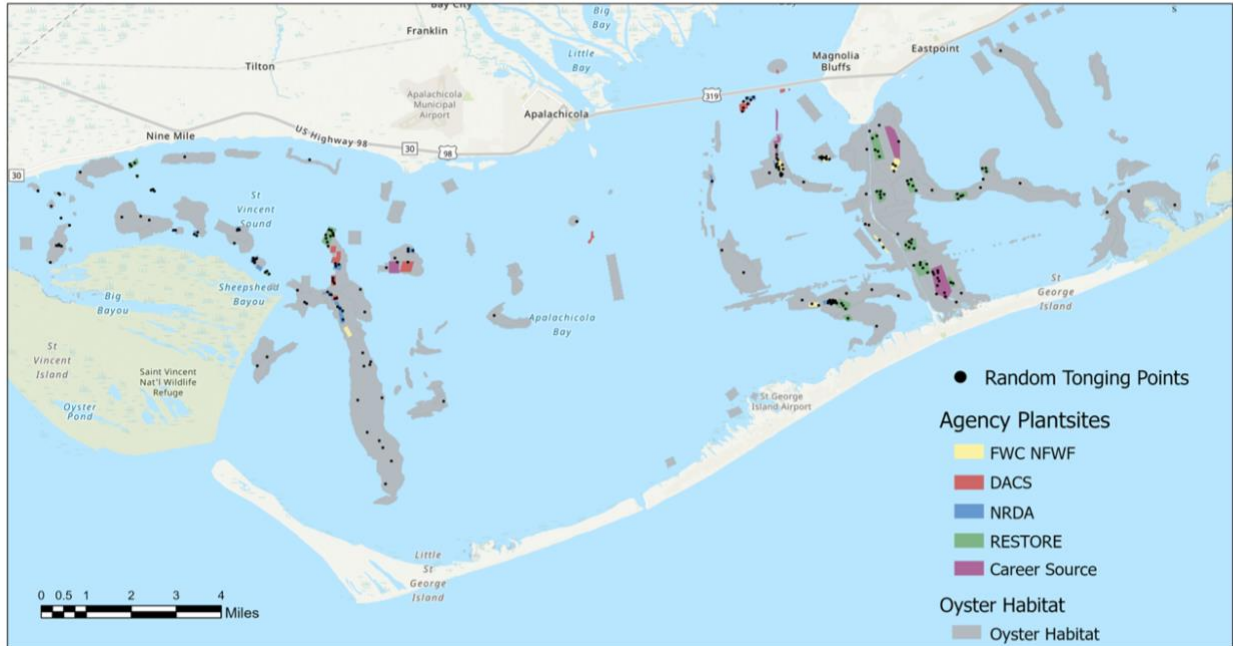 Bay City
Franklin
Big
Bay
Bay
S
Little
Bay
Tilton
Magnolia
Bluffs
Eastpoint
Apalachicola
Municipal
Airport
319
Apalachicola
Nine Mile
US Highway 98
30
98
30
St
Vincent
Sound
Sheepshead
Bayou
Big
Bayou
St
George
Island
Apalachicola
Bay
St
Vincent
Island
Saint Vincent
Nat'l Wildlife
Refuge
Oyster
Pond
St George
Island Airport
Little
St
George
Island
Random Tonging Points
Agency Plantsites
FWC NFWF
DACS
NRDA
RESTORE
Career Source
Oyster Habitat
Oyster Habitat
0 0.5 1 2 3 4
Miles